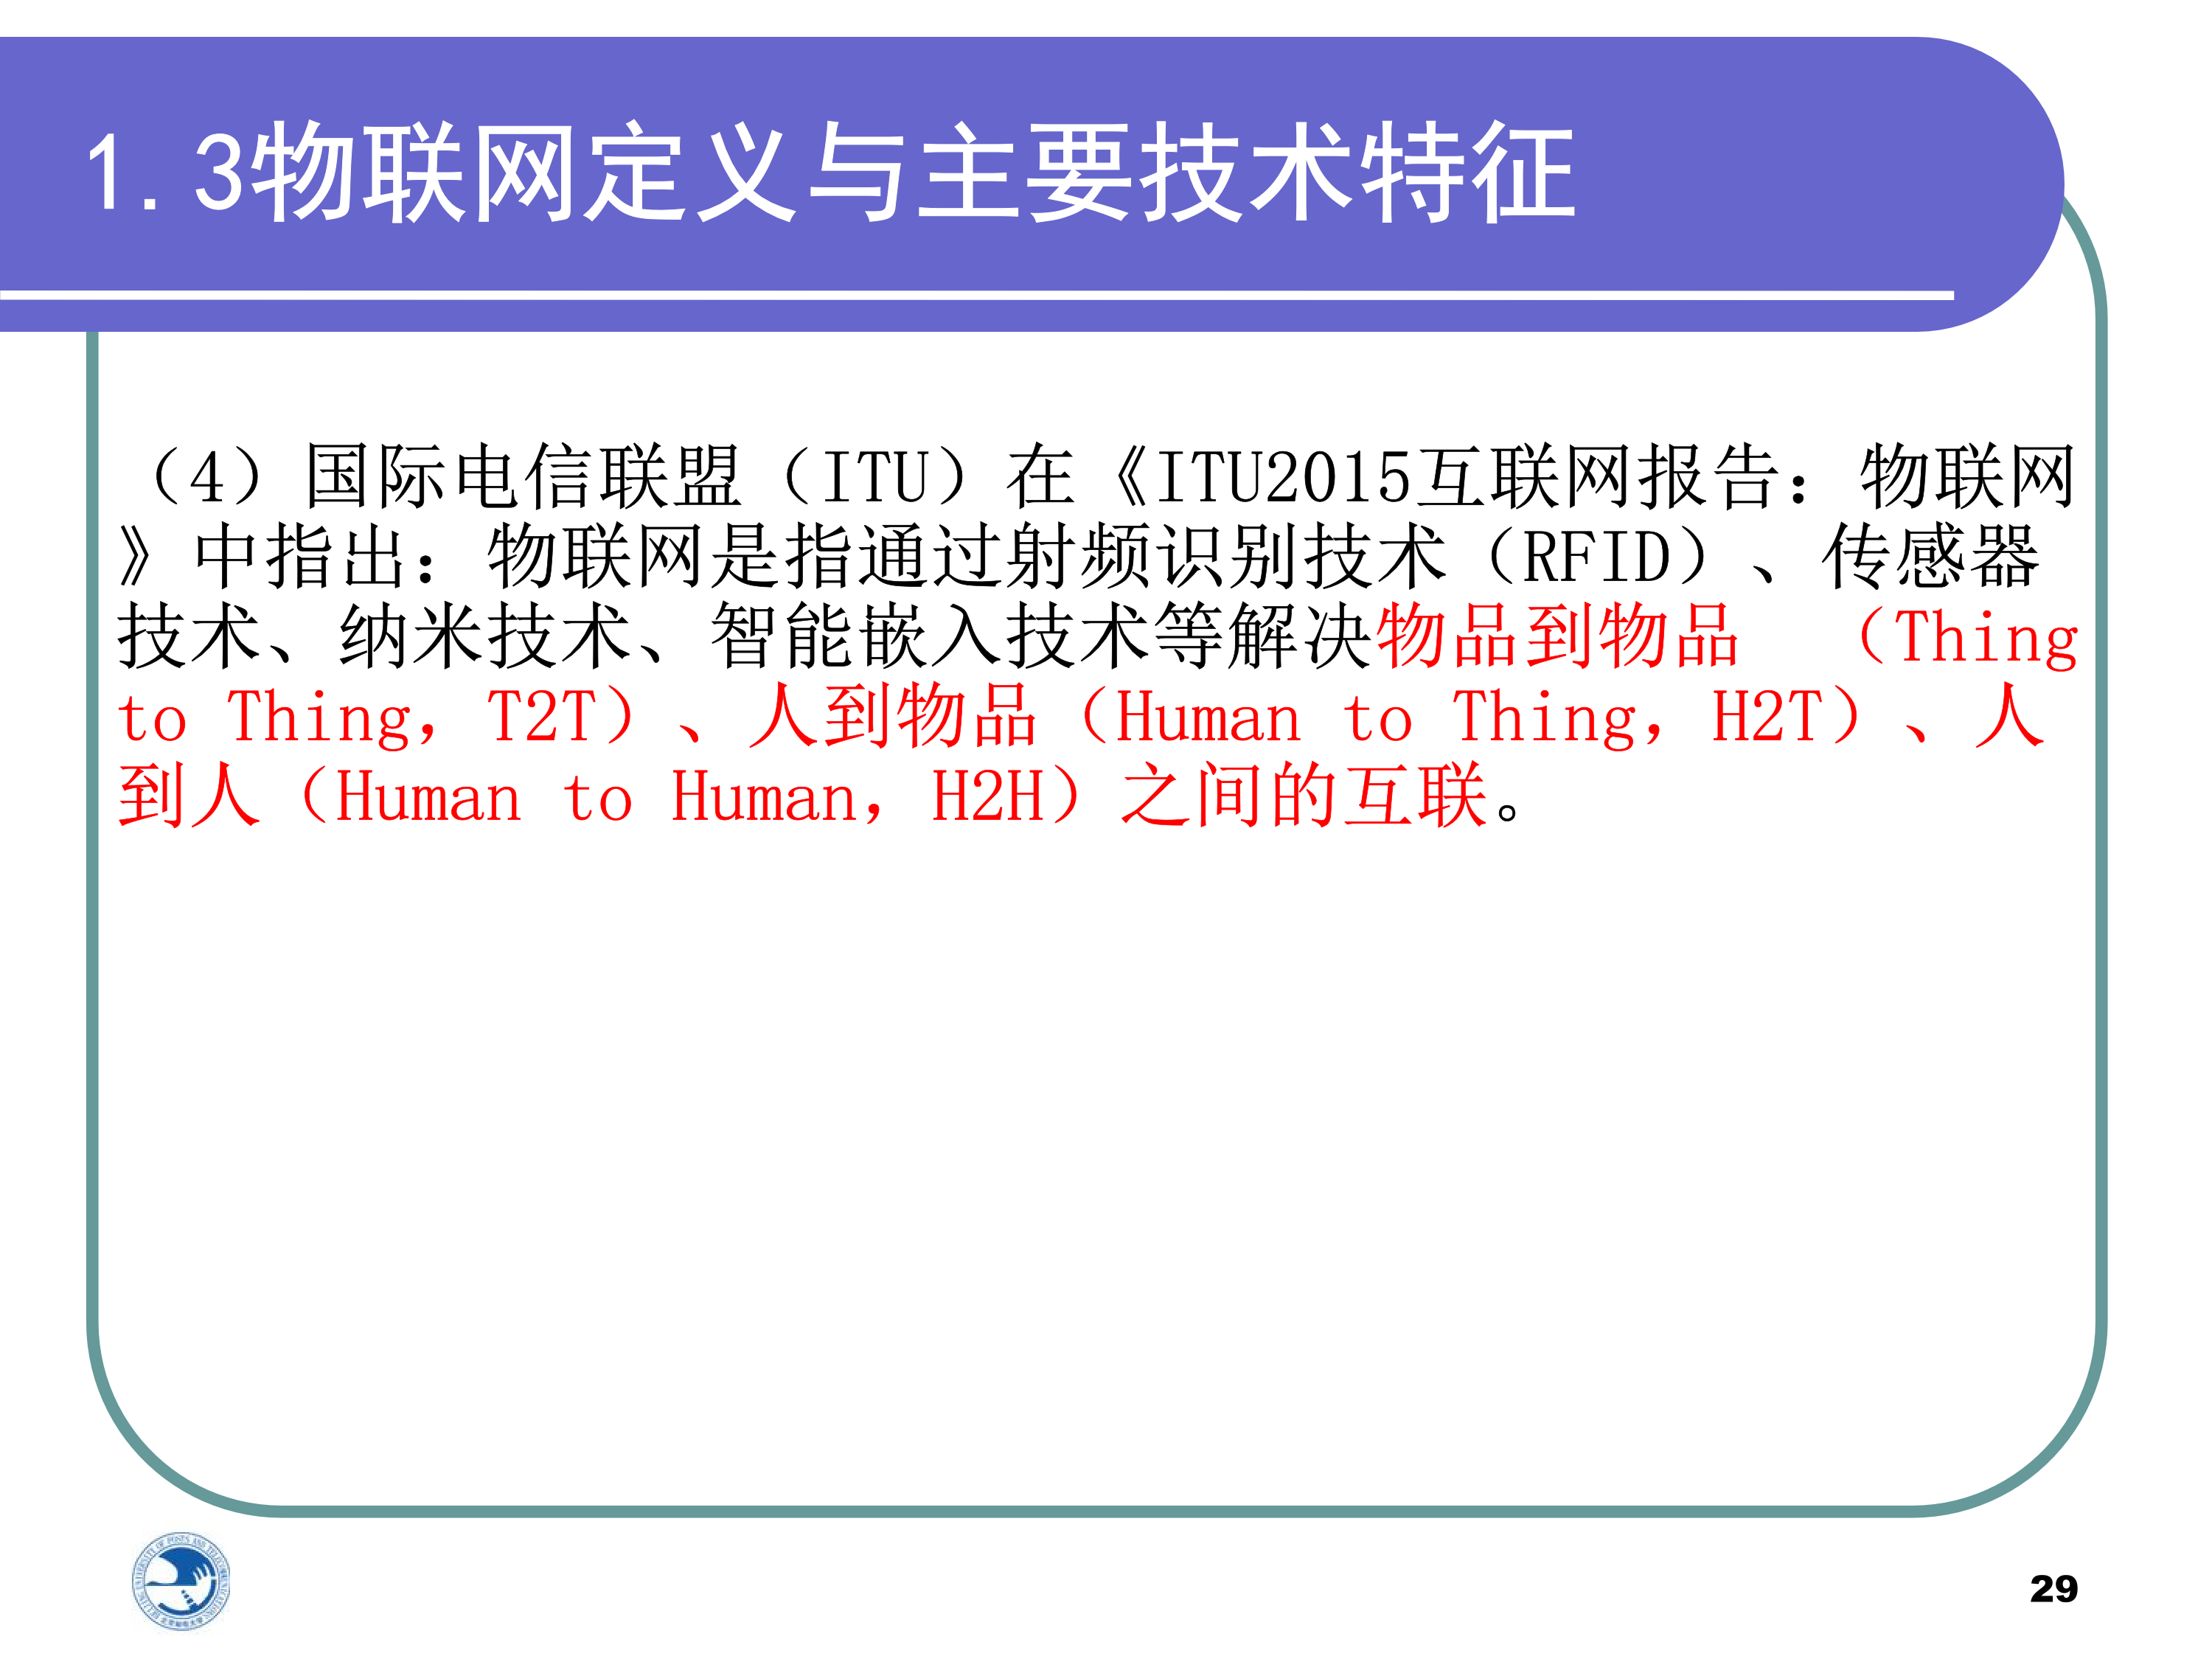 1.3物联网定义与主要技术特征
（4）国际电信联盟（ITU）在《ITU2015互联网报告：物联网
》中指出：物联网是指通过射频识别技术（RFID）、传感器
技术、纳米技术、智能嵌入技术等解决物品到物品 （Thing
to Thing，T2T）、人到物品（Human to Thing，H2T）、人
到人（Human to Human，H2H）之间的互联。
29